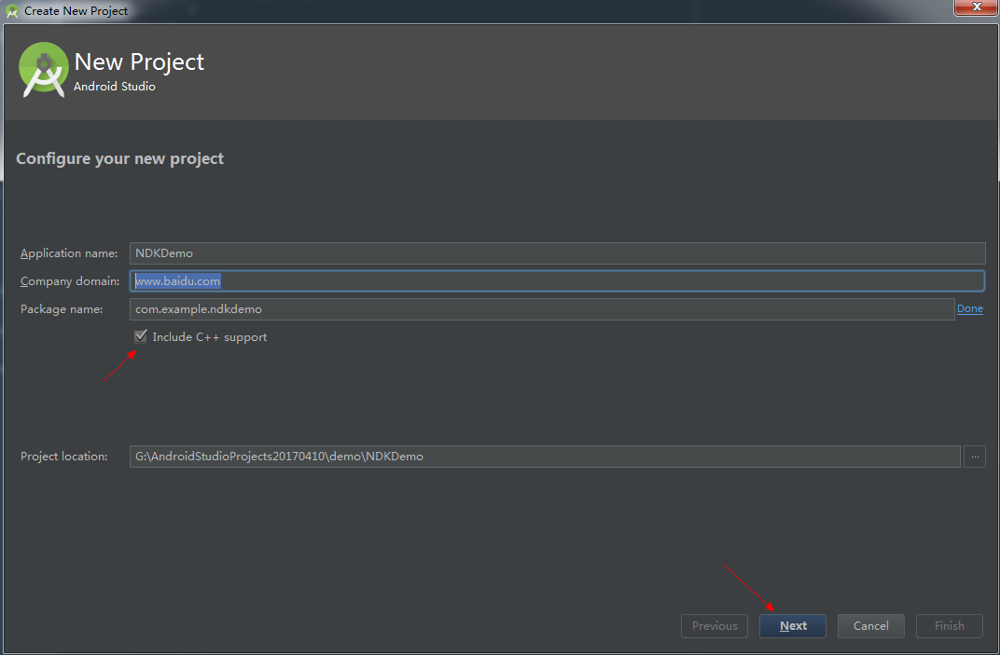 Create New Project
New Project
Android Studio
Configure your new project
Application name: NDKDemo
Company domain: www.baidu.com
Package name: com.example.ndkdemo Done
Include C++ support
Project location: G:\AndroidStudioProjects20170410\demo\NDKDemo ...
Previous Next Cancel Finish